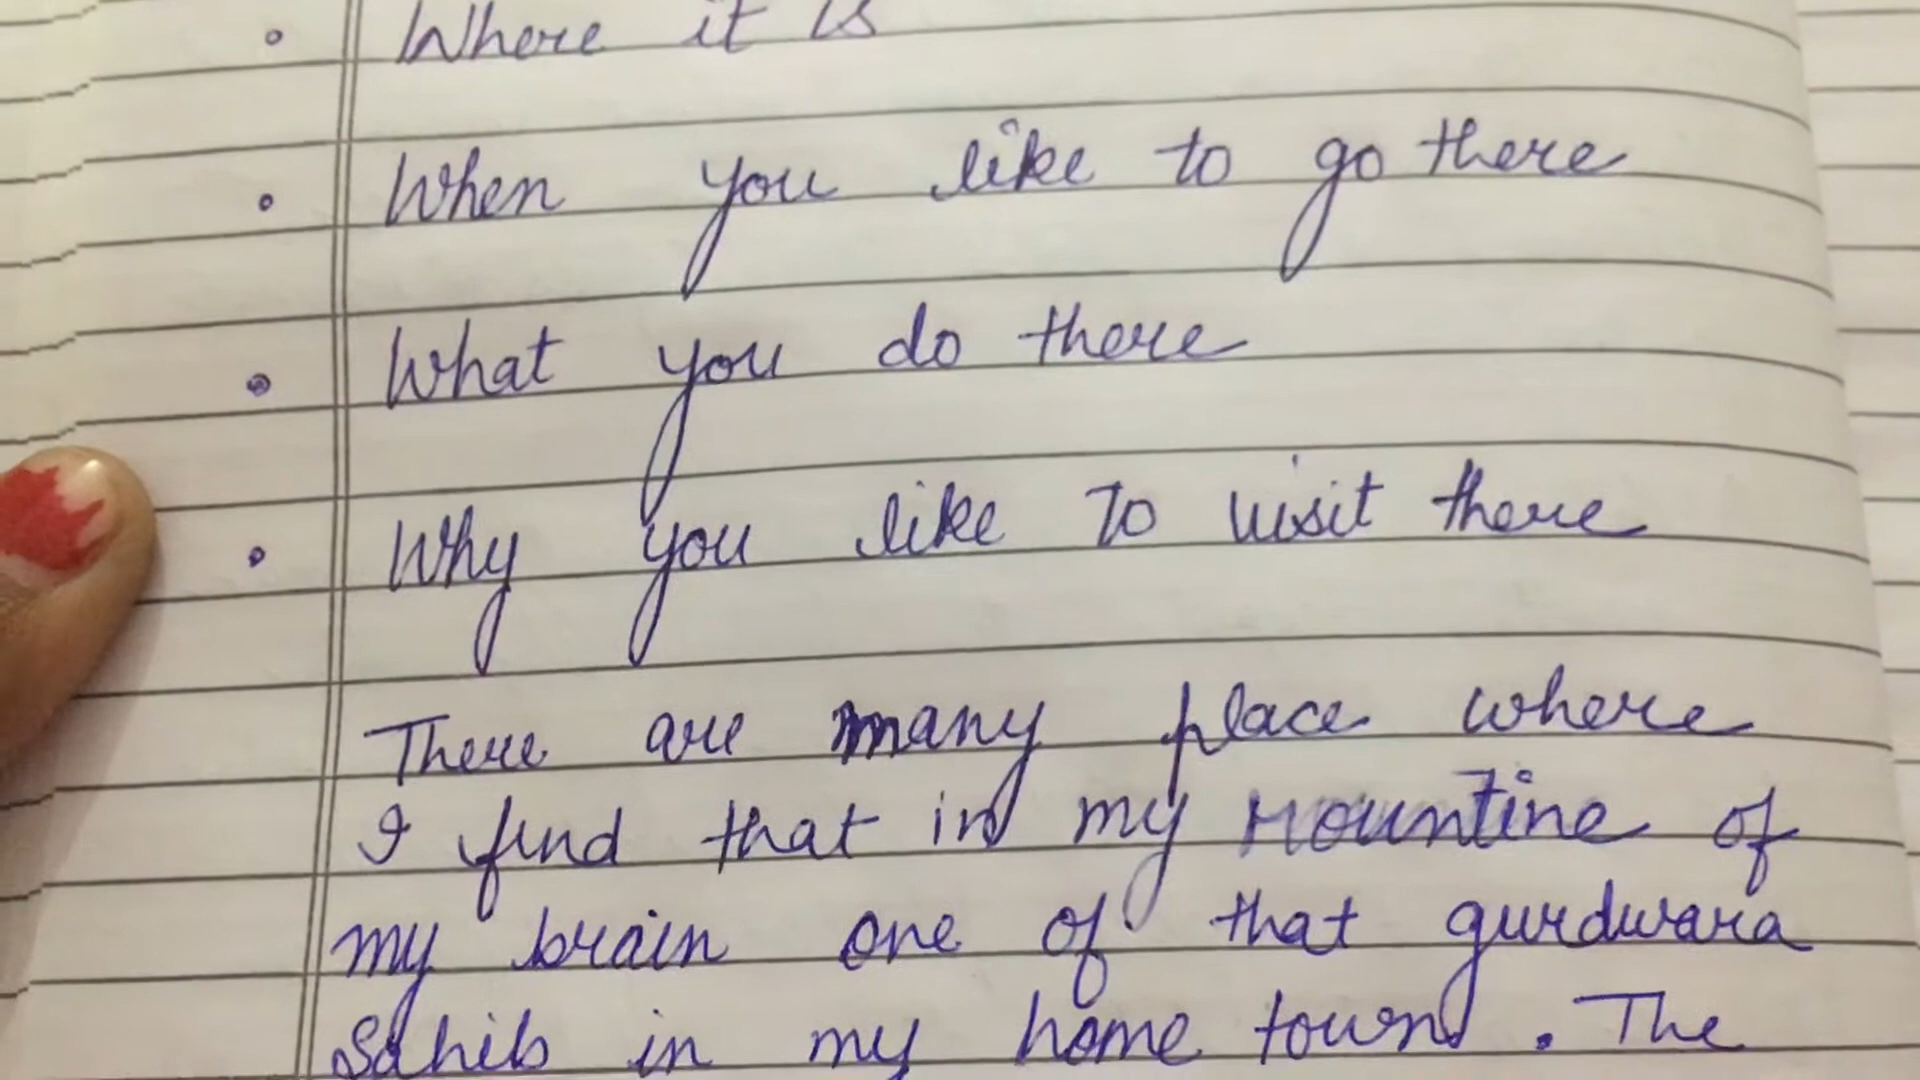 Where it is
When you like to go there
What you do there
Why you like to visit there
There are many place where
I find that in my Mountine of
my brain one of that gurdwara
Sahib in my home town. The